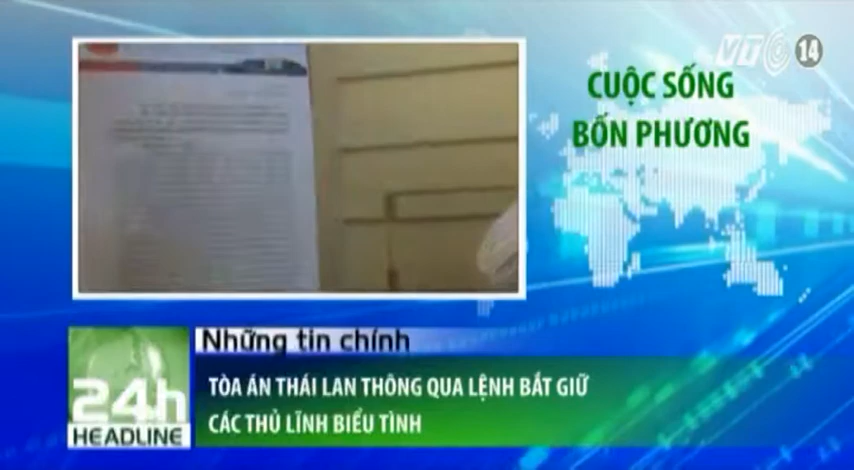 VTC 14
CUỘC SỐNG
BỐN PHƯƠNG
Những tin chính
24h
HEADLINE
TÒA ÁN THÁI LAN THÔNG QUA LỆNH BẮT GIỮ
CÁC THỦ LĨNH BIỂU TÌNH